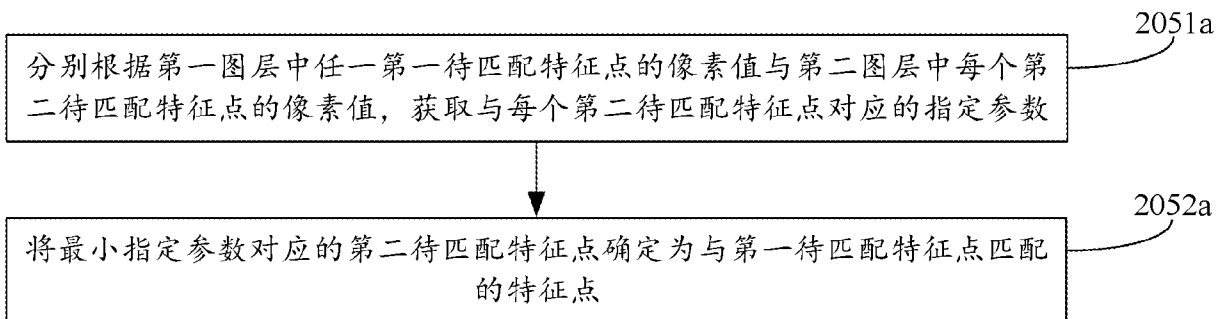 2051a
分别根据第一图层中任一第一待匹配特征点的像素值与第二图层中每个第
二待匹配特征点的像素值，获取与每个第二待匹配特征点对应的指定参数
2052a
将最小指定参数对应的第二待匹配特征点确定为与第一待匹配特征点匹配
的特征点